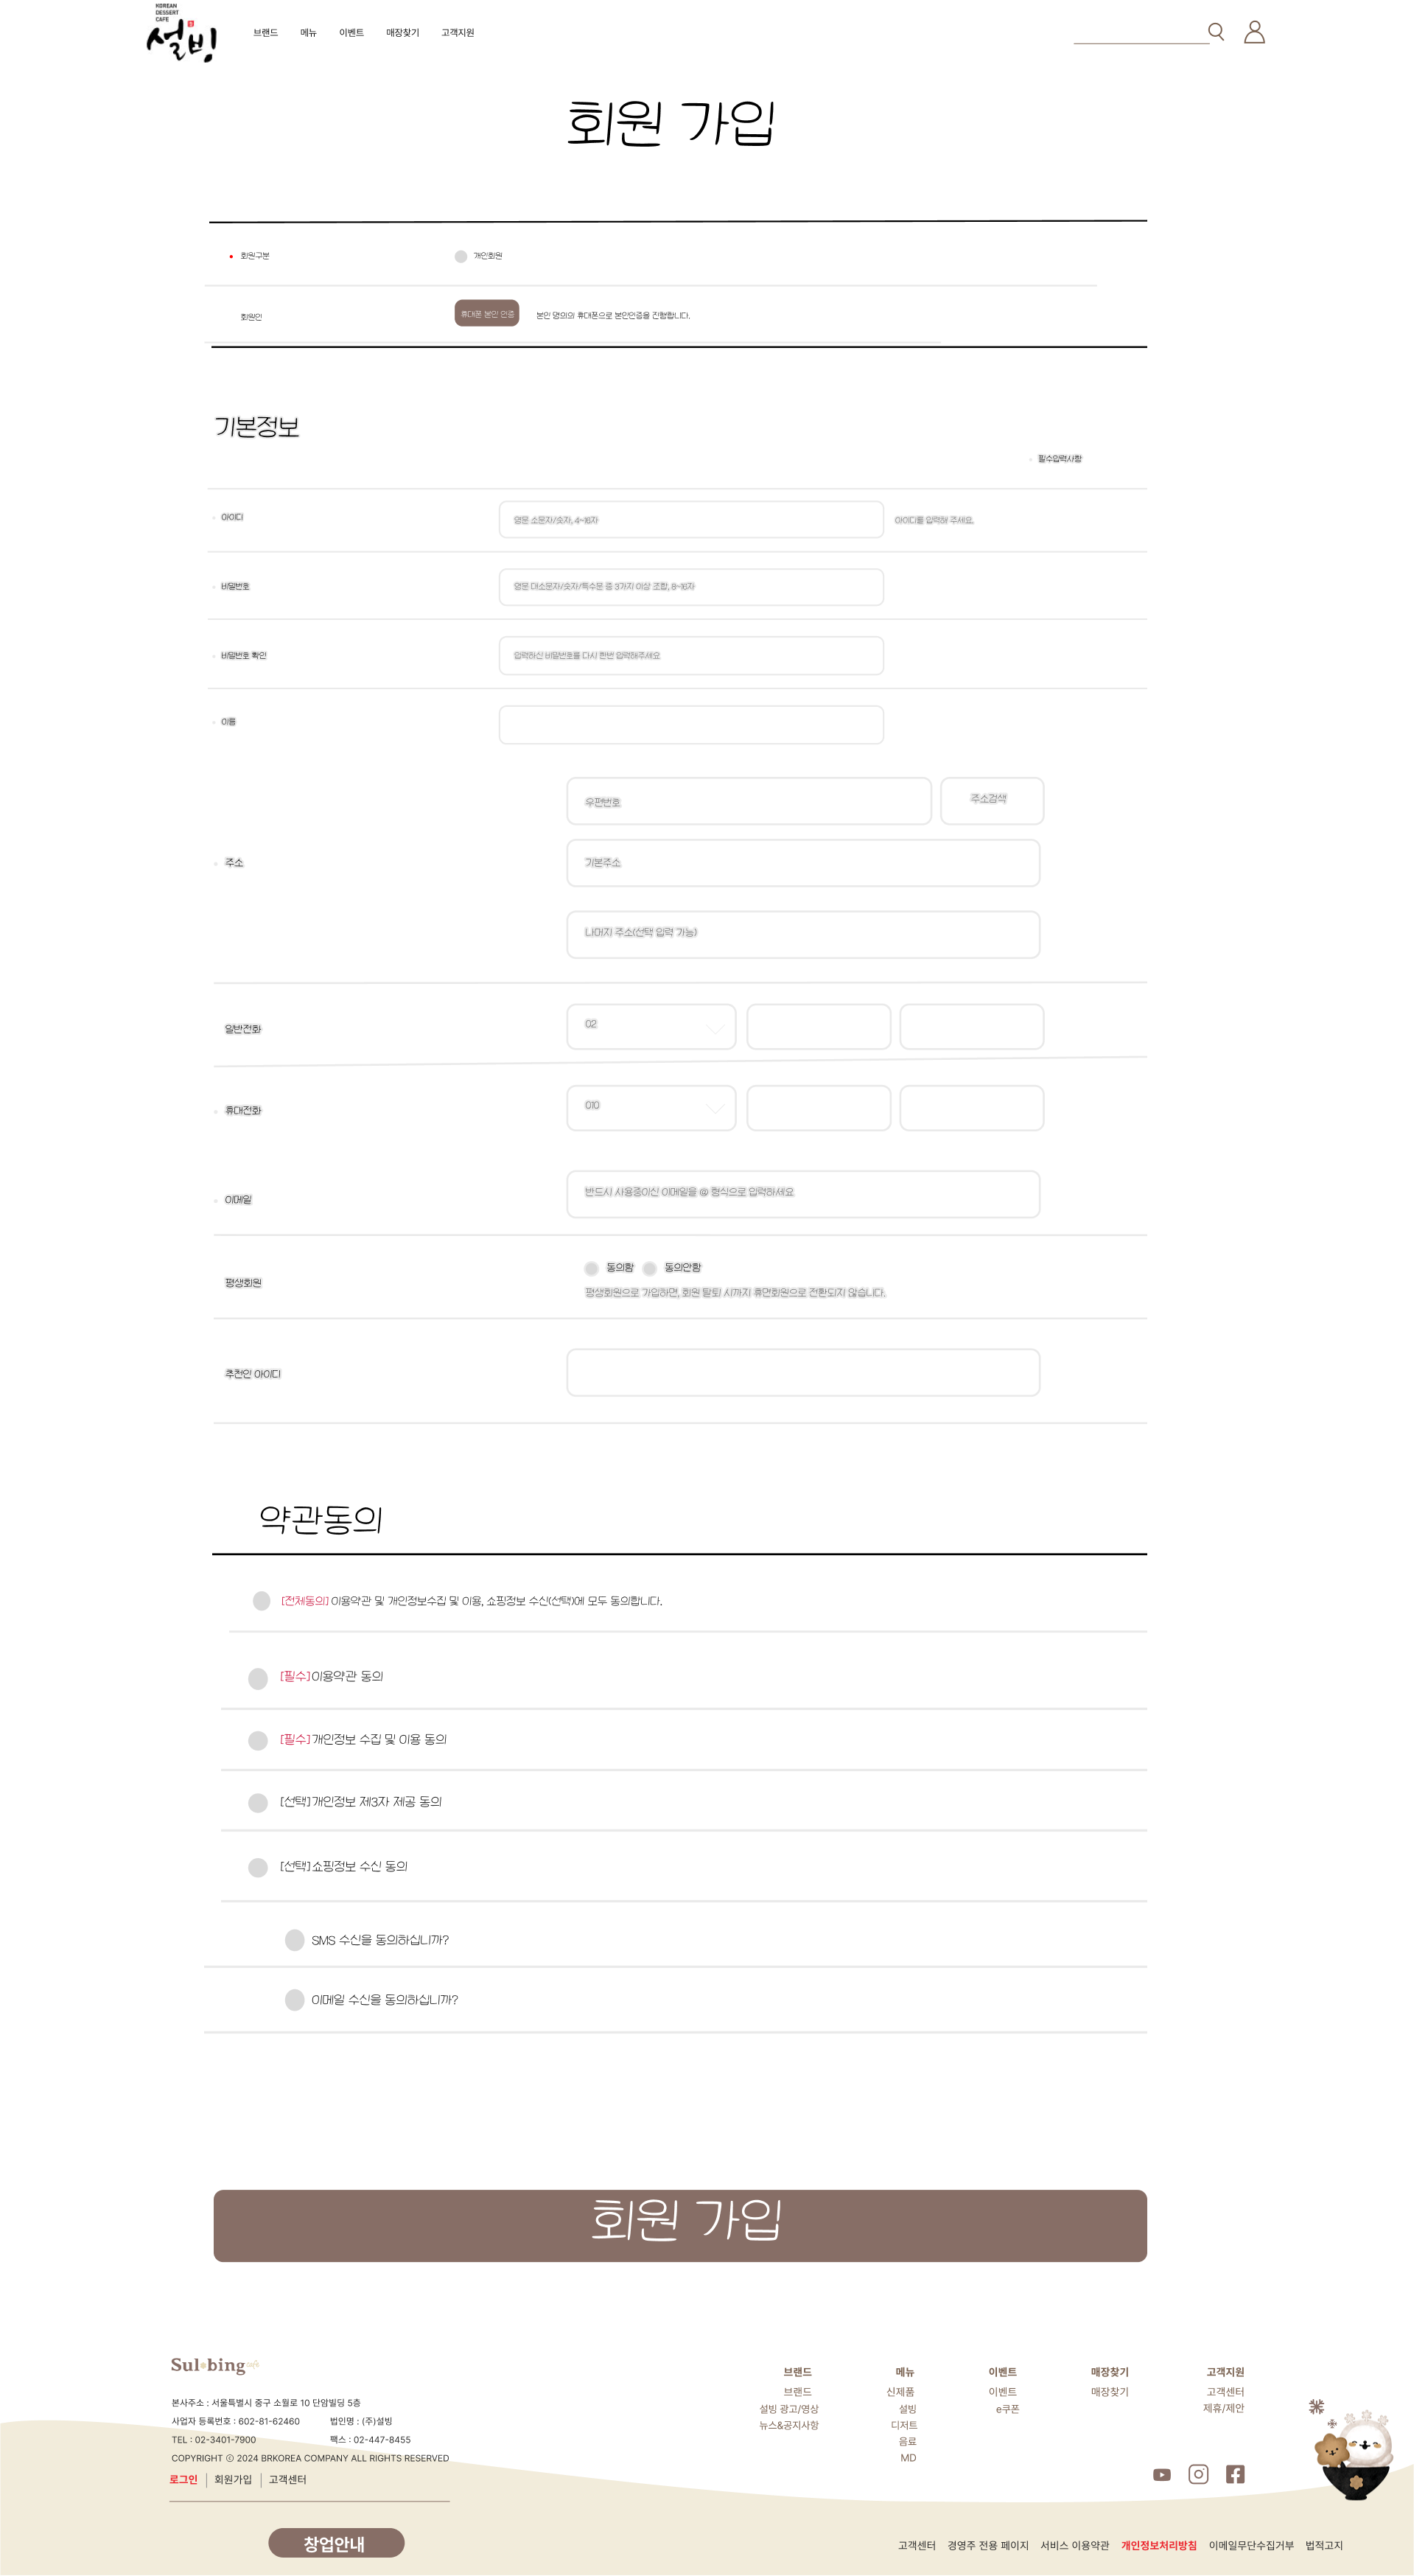 KOREAN
DESSERT
CAFE
설빙
브랜드 메뉴 이벤트 매장찾기 고객지원
회원 가입
회원구분 개인회원
회원인 휴대폰 본인 인증 본인 명의의 휴대폰으로 본인인증을 진행합니다.
기본정보
필수입력사항
아이디 영문 소문자/숫자, 4~16자 아이디를 입력해 주세요.
비밀번호 영문 대소문자/숫자/특수문 중 3가지 이상 조합, 8~16자
비밀번호 확인 입력하신 비밀번호를 다시 한번 입력해주세요
이름
우편번호 주소검색
주소 기본주소
나머지 주소(선택 입력 가능)
일반전화 02
휴대전화 010
이메일 반드시 사용중이신 이메일을 @ 형식으로 입력하세요
평생회원 동의함 동의안함
평생회원으로 가입하면, 회원 탈퇴 시까지 휴면회원으로 전환되지 않습니다.
추천인 아이디
약관동의
[전체동의] 이용약관 및 개인정보수집 및 이용, 쇼핑정보 수신(선택)에 모두 동의합니다.
[필수] 이용약관 동의
[필수] 개인정보 수집 및 이용 동의
[선택] 개인정보 제3자 제공 동의
[선택] 쇼핑정보 수신 동의
SMS 수신을 동의하십니까?
이메일 수신을 동의하십니까?
회원 가입
Sulbing cafe
본사주소 : 서울특별시 중구 소월로 10 단암빌딩 5층
사업자 등록번호 : 602-81-62460 법인명 : (주)설빙
TEL : 02-3401-7900 팩스 : 02-447-8455
COPYRIGHT ⓒ 2024 BRKOREA COMPANY ALL RIGHTS RESERVED
로그인 회원가입 고객센터
창업안내
브랜드 메뉴 이벤트 매장찾기 고객지원
브랜드 신제품 이벤트 매장찾기 고객센터
설빙 광고/영상 설빙 e쿠폰 제휴/제안
뉴스&공지사항 디저트
음료
MD
고객센터 경영주 전용 페이지 서비스 이용약관 개인정보처리방침 이메일무단수집거부 법적고지